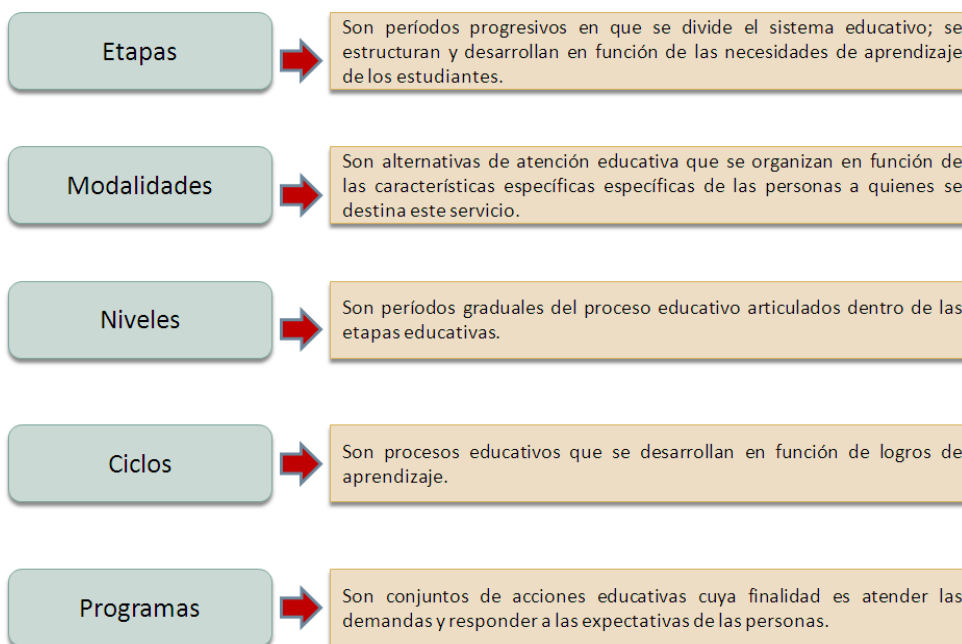 Etapas
Son períodos progresivos en que se divide el sistema educativo; se
estructuran y desarrollan en función de las necesidades de aprendizaje
de los estudiantes.
Modalidades
Son alternativas de atención educativa que se organizan en función de
las características específicas específicas de las personas a quienes se
destina este servicio.
Niveles
Son períodos graduales del proceso educativo articulados dentro de las
etapas educativas.
Ciclos
Son procesos educativos que se desarrollan en función de logros de
aprendizaje.
Programas
Son conjuntos de acciones educativas cuya finalidad es atender las
demandas y responder a las expectativas de las personas.